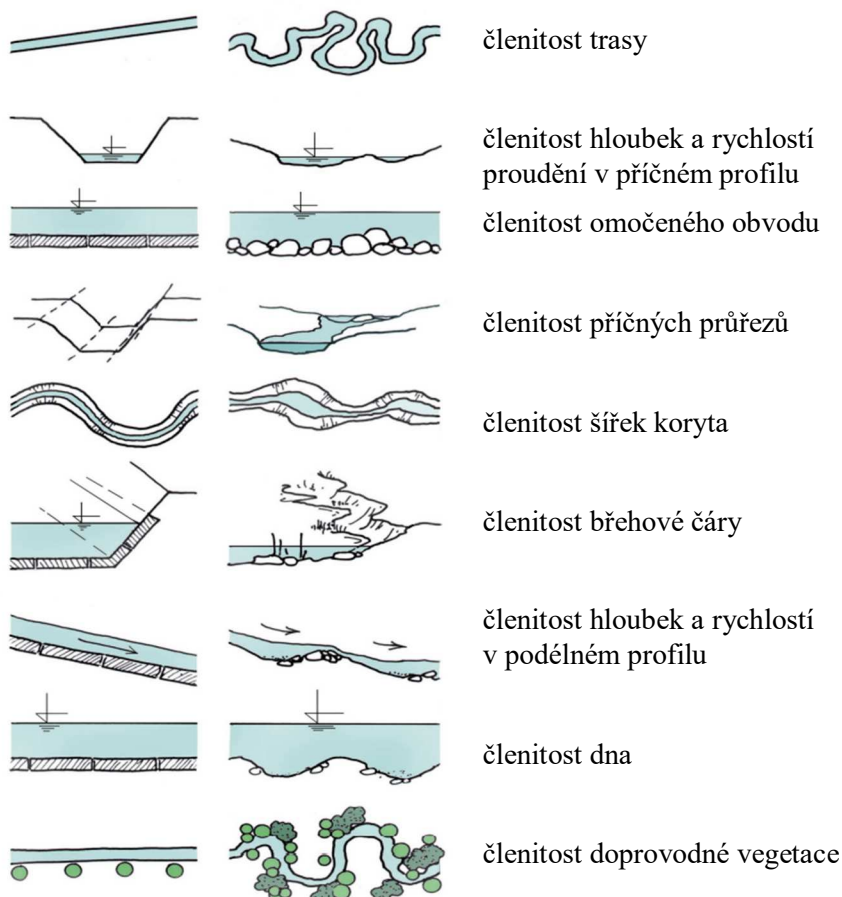 členitost trasy
členitost hloubek a rychlostí
proudění v příčném profilu
členitost omočeného obvodu
členitost příčných průřezů
členitost šířek koryta
členitost břehové čáry
členitost hloubek a rychlostí
v podélném profilu
členitost dna
členitost doprovodné vegetace